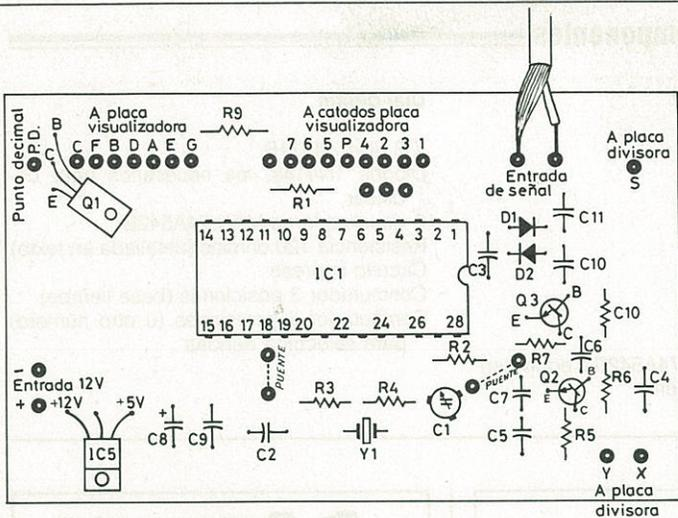 A placa
visualizadora
R9
A catodos placa
visualizadora
Punto decimal
P.D.
B
C
E
Q1
C F B D A E G
7 5 P 4 2 2 1
R1
Entrada
de señal
A placa
divisora
S
D1
D2
C11
C10
14 13 12 11 10 9 8 7 6 5 4 3 2 1
IC1
15 16 17 18 19 20 22 24 26 28
C3
Q3
B
E
C
C10
R2
R7
C6
PUENTE
PUENTE
Q2
B
E
C
R6
C4
-
Entrada 12V
+
+12V
+5V
IC5
+
C8
C9
C2
R3
R4
Y1
C1
C7
C5
R5
Y X
A placa
divisora